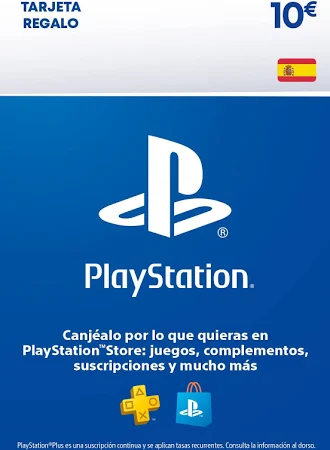 TARJETA
REGALO
10€
PlayStation®
Canjéalo por lo que quieras en
PlayStation™Store: juegos, complementos,
suscripciones y mucho más
PlayStation®Plus es una suscripción continua y se aplican tasas recurrentes. Consulta la información al dorso.